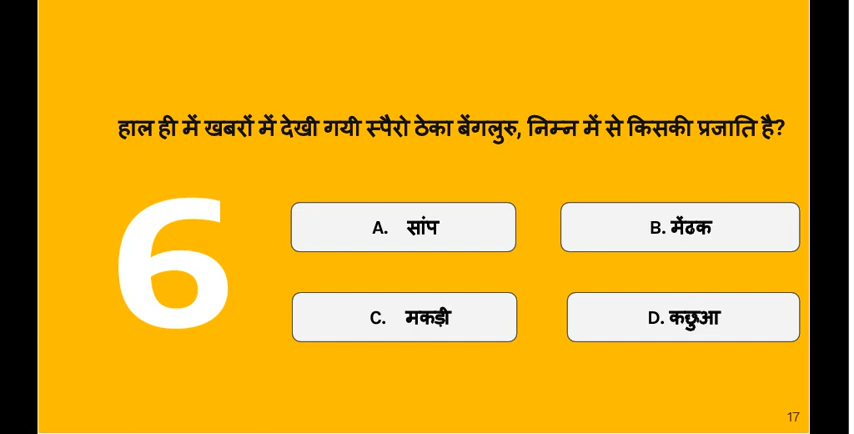 हाल ही में खबरों में देखी गयी स्पैरो ठेका बेंगलुरु, निम्न में से किसकी प्रजाति है?
6
A. सांप
B. मेंढक
C. मकड़ी
D. कछुआ
17